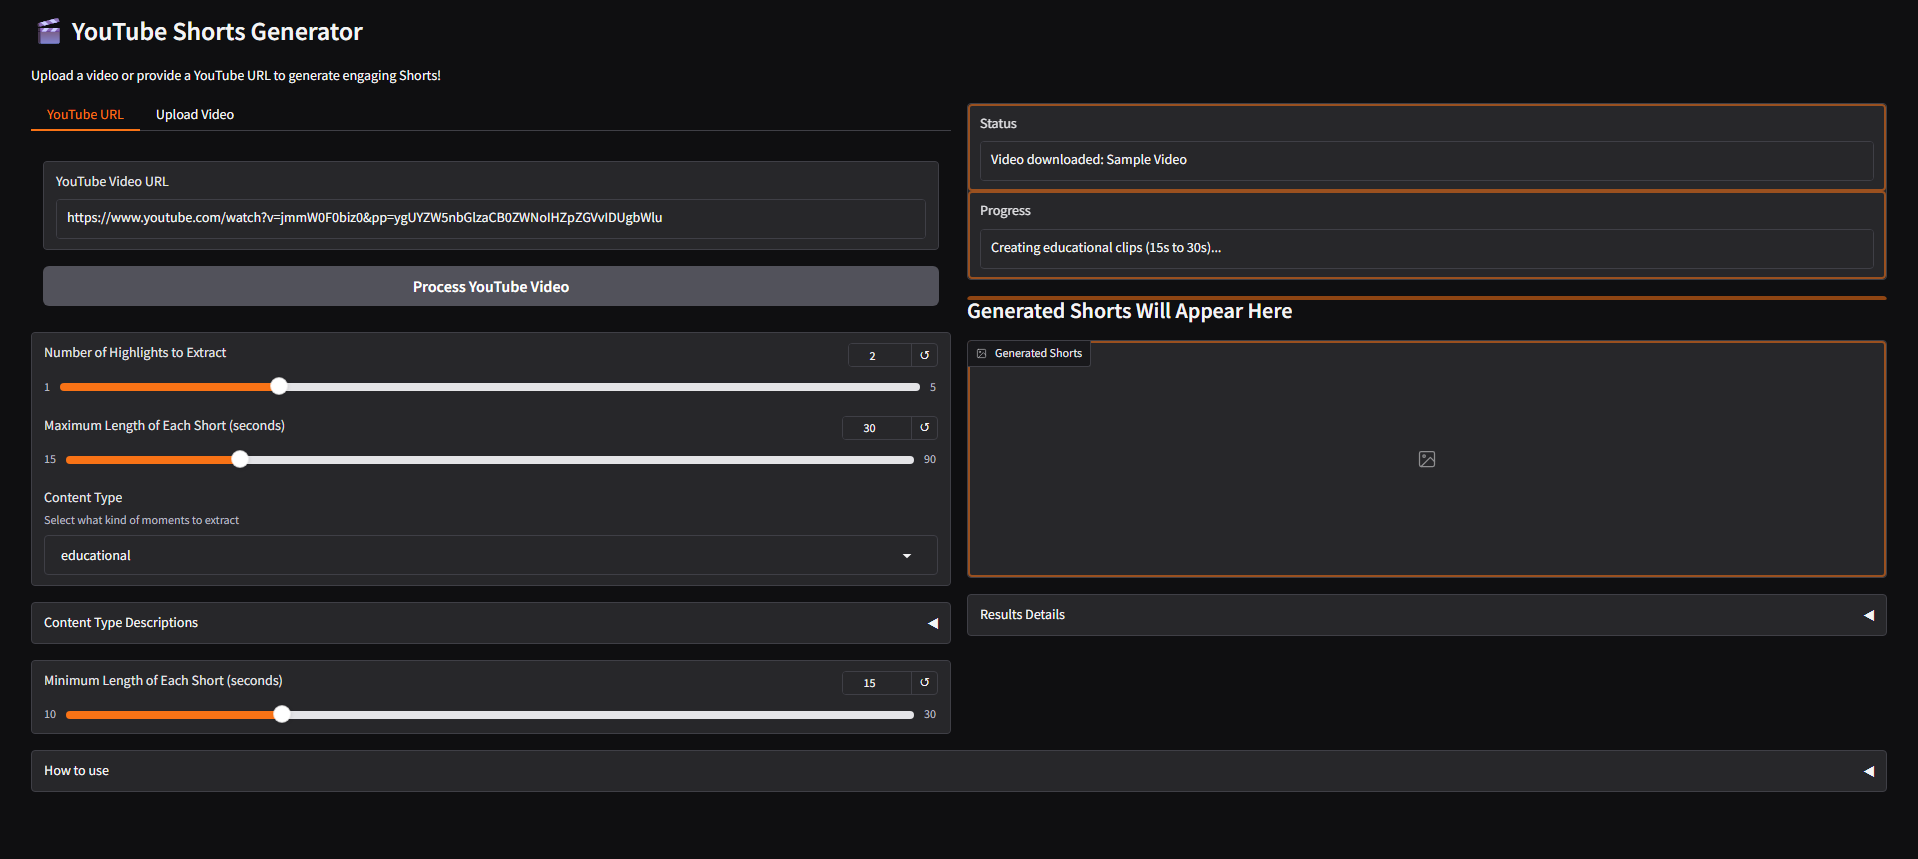 YouTube Shorts Generator
Upload a video or provide a YouTube URL to generate engaging Shorts!
YouTube URL
Upload Video
YouTube Video URL
https://www.youtube.com/watch?v=jmmW0F0biz0&pp=ygUYZW5nbGlzaCB0ZWNoIHZpZGVvIDUgbWlu
Process YouTube Video
Number of Highlights to Extract
2
1
5
Maximum Length of Each Short (seconds)
30
15
90
Content Type
Select what kind of moments to extract
educational
Content Type Descriptions
Minimum Length of Each Short (seconds)
15
10
30
Status
Video downloaded: Sample Video
Progress
Creating educational clips (15s to 30s)...
Generated Shorts Will Appear Here
Generated Shorts
Results Details
How to use